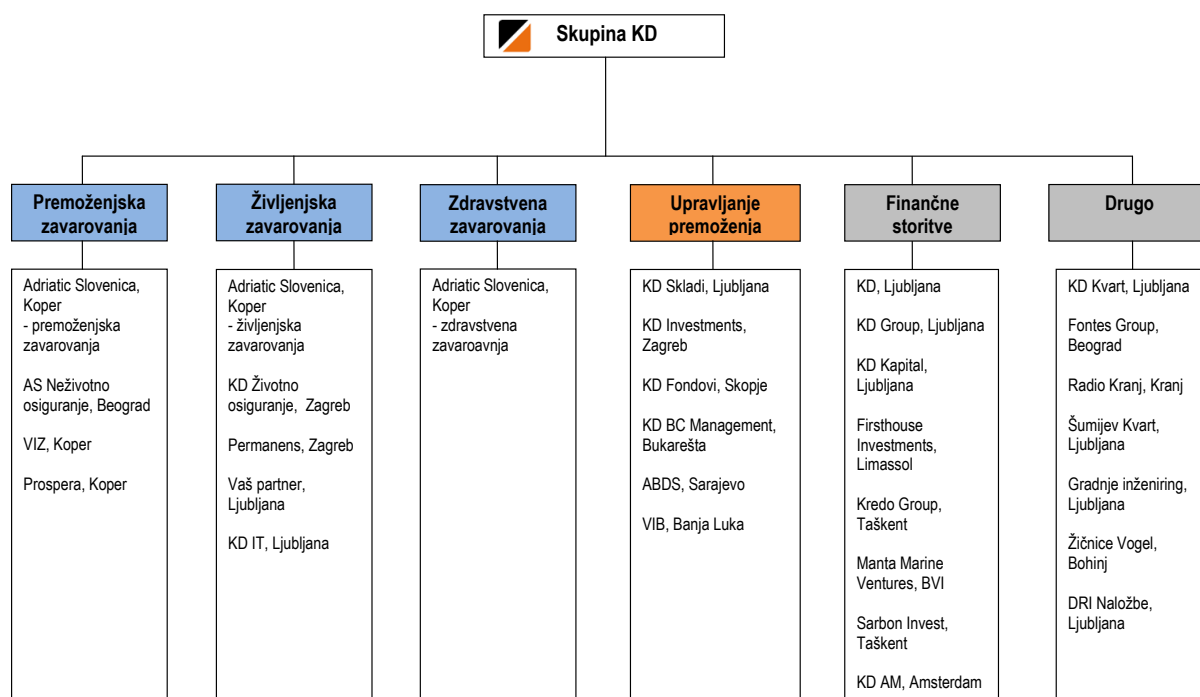 Skupina KD
Premoženjska
zavarovanja
Življenjska
zavarovanja
Zdravstvena
zavarovanja
Upravljanje
premoženja
Finančne
storitve
Drugo
Adriatic Slovenica,
Koper
- premoženjska
zavarovanja
AS Neživotno
osiguranje, Beograd
VIZ, Koper
Prospera, Koper
Adriatic Slovenica,
Koper
- življenjska
zavarovanja
KD Životno
osiguranje, Zagreb
Permanens, Zagreb
Vaš partner,
Ljubljana
KD IT, Ljubljana
Adriatic Slovenica,
Koper
- zdravstvena
zavaroavnja
KD Skladi, Ljubljana
KD Investments,
Zagreb
KD Fondovi, Skopje
KD BC Management,
Bukarešta
ABDS, Sarajevo
VIB, Banja Luka
KD, Ljubljana
KD Group, Ljubljana
KD Kapital,
Ljubljana
Firsthouse
Investments,
Limassol
Kredo Group,
Taškent
Manta Marine
Ventures, BVI
Sarbon Invest,
Taškent
KD AM, Amsterdam
KD Kvart, Ljubljana
Fontes Group,
Beograd
Radio Kranj, Kranj
Šumijev Kvart,
Ljubljana
Gradnje inženiring,
Ljubljana
Žičnice Vogel,
Bohinj
DRI Naložbe,
Ljubljana